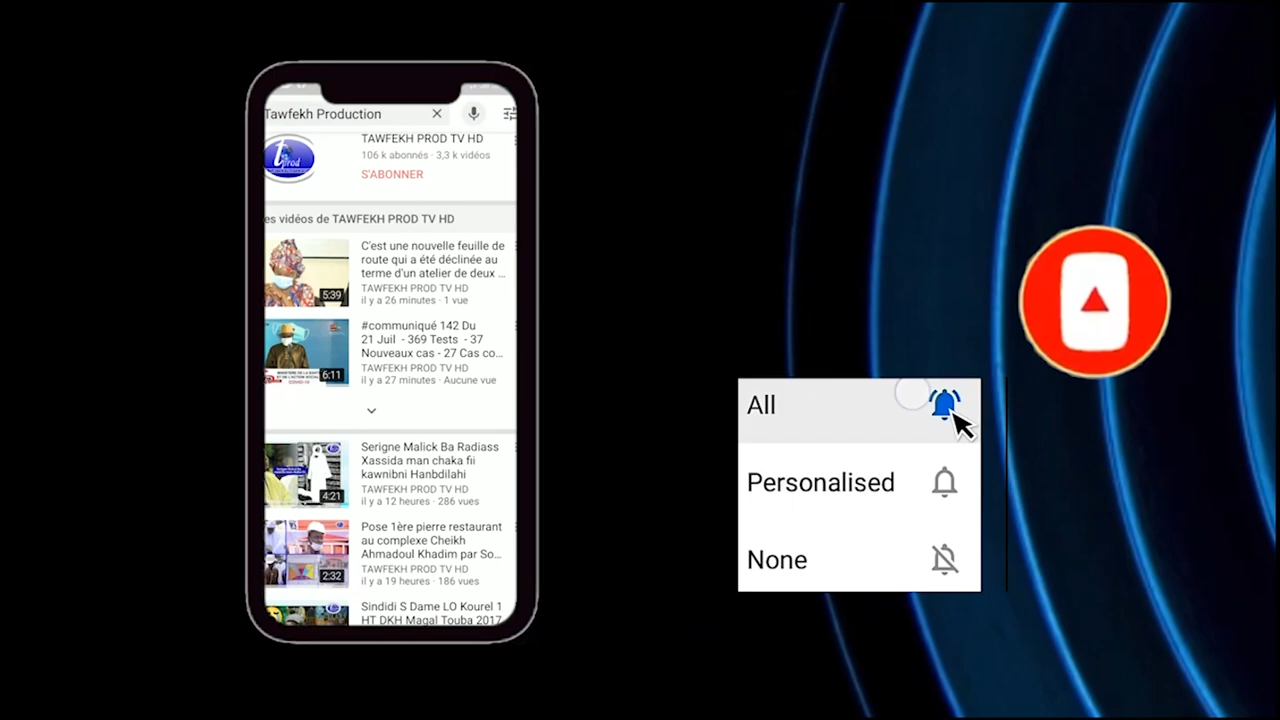 Tawfekh Production
TAWFEKH PROD TV HD
106 k abonnés · 3,3 k vidéos
S'ABONNER
prod
es vidéos de TAWFEKH PROD TV HD
C'est une nouvelle feuille de
route qui a été déclinée au
terme d'un atelier de deux ...
TAWFEKH PROD TV HD
il y a 26 minutes · 1 vue
5:39
#communiqué 142 Du
21 Juil - 369 Tests - 37
Nouveaux cas - 27 Cas co...
TAWFEKH PROD TV HD
il y a 27 minutes · Aucune vue
6:11
Serigne Malick Ba Radiass
Xassida man chaka fii
kawnibni Hanbdilahi
TAWFEKH PROD TV HD
il y a 12 heures · 286 vues
4:21
Pose 1ère pierre restaurant
au complexe Cheikh
Ahmadoul Khadim par So...
TAWFEKH PROD TV HD
il y a 19 heures · 186 vues
2:32
Sindidi S Dame LO Kourel 1
HT DKH Magal Touba 2017
All
Personalised
None